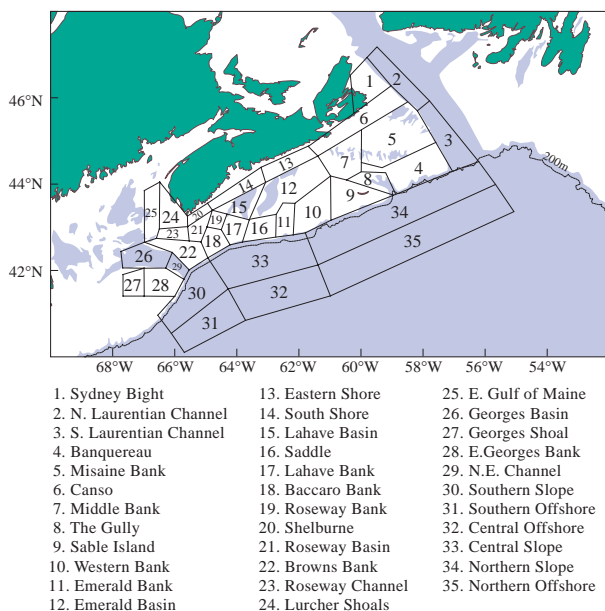 46°N
44°N
42°N
68°W 66°W 64°W 62°W 60°W 58°W 56°W 54°W
200m
1
2
6
5
3
7
13
4
8
14
12
9
34
25
24
20
15
10
35
19
11
21
17
16
23
18
22
33
26
29
27
28
30
32
31
1. Sydney Bight
2. N. Laurentian Channel
3. S. Laurentian Channel
4. Banquereau
5. Misaine Bank
6. Canso
7. Middle Bank
8. The Gully
9. Sable Island
10. Western Bank
11. Emerald Bank
12. Emerald Basin
13. Eastern Shore
14. South Shore
15. Lahave Basin
16. Saddle
17. Lahave Bank
18. Baccaro Bank
19. Roseway Bank
20. Shelburne
21. Roseway Basin
22. Browns Bank
23. Roseway Channel
24. Lurcher Shoals
25. E. Gulf of Maine
26. Georges Basin
27. Georges Shoal
28. E.Georges Bank
29. N.E. Channel
30. Southern Slope
31. Southern Offshore
32. Central Offshore
33. Central Slope
34. Northern Slope
35. Northern Offshore